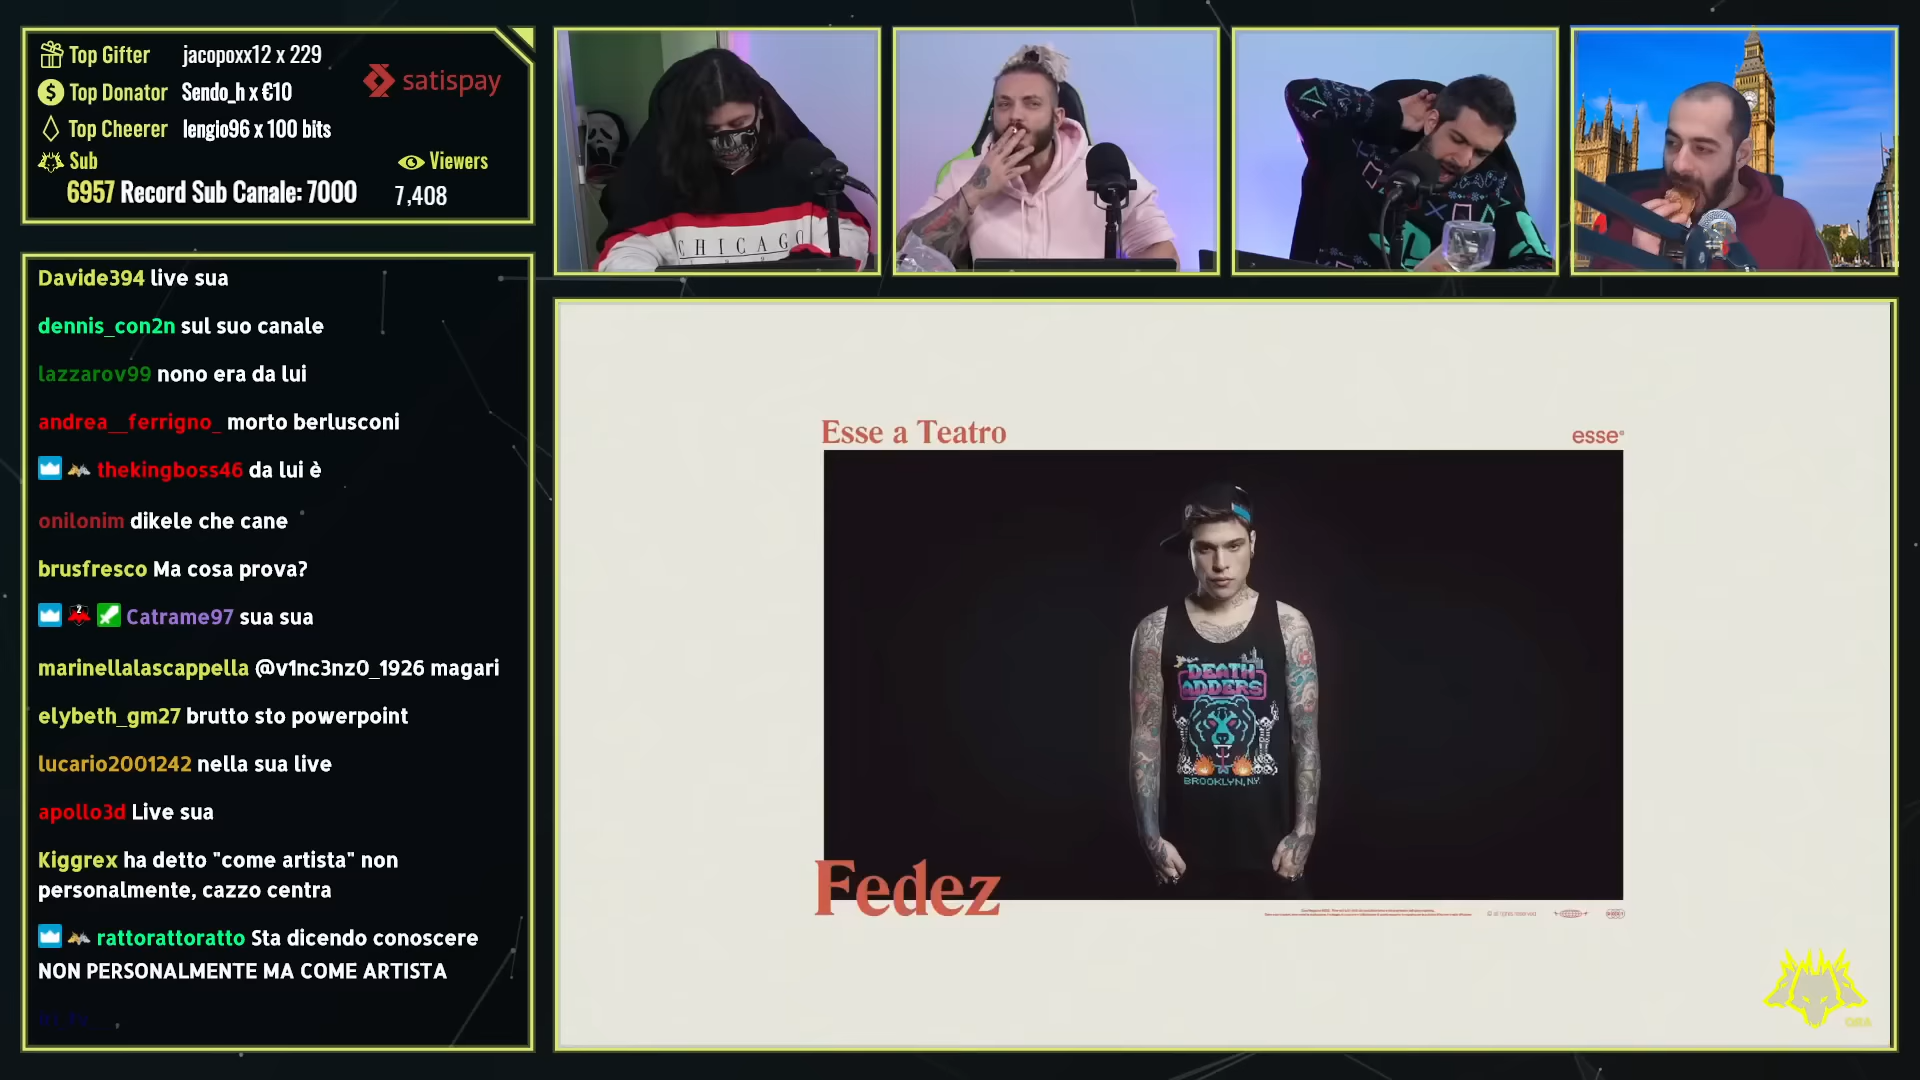 Top Gifter jacopoxx12 x 229
satispay
Top Donator Sendo_h x €10
Top Cheerer lengio96 x 100 bits
Sub
Viewers
6957 Record Sub Canale: 7000
7,408
CHICAGO
Davide394 live sua
dennis_con2n sul suo canale
lazzarov99 nono era da lui
andrea__ferrigno_ morto berlusconi
thekingboss46 da lui è
onilonim dikele che cane
brusfresco Ma cosa prova?
2
Catrame97 sua sua
marinellalascappella @v1nc3nz0_1926 magari
elybeth_gm27 brutto sto powerpoint
lucario2001242 nella sua live
apollo3d Live sua
Kiggrex ha detto "come artista" non
personalmente, cazzo centra
rattorattoratto Sta dicendo conoscere
NON PERSONALMENTE MA COME ARTISTA
Esse a Teatro
esse®
DEATH
ADDERS
BROOKLYN, NY.
Fedez
© all rights reserved